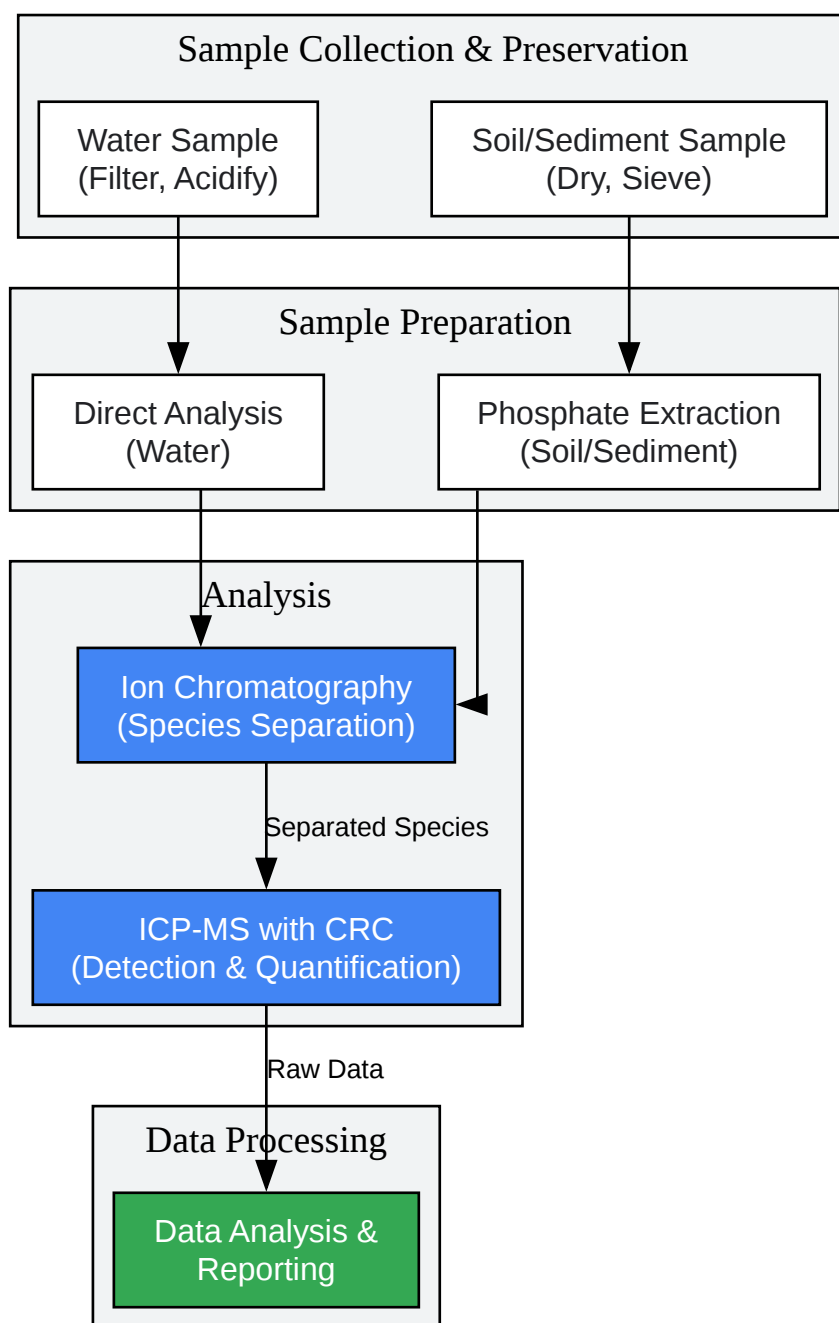 Sample Collection & Preservation
Water Sample
(Filter, Acidify)
Soil/Sediment Sample
(Dry, Sieve)
Sample Preparation
Direct Analysis
(Water)
Phosphate Extraction
(Soil/Sediment)
Analysis
Ion Chromatography
(Species Separation)
Separated Species
ICP-MS with CRC
(Detection & Quantification)
Raw Data
Data Processing
Data Analysis &
Reporting